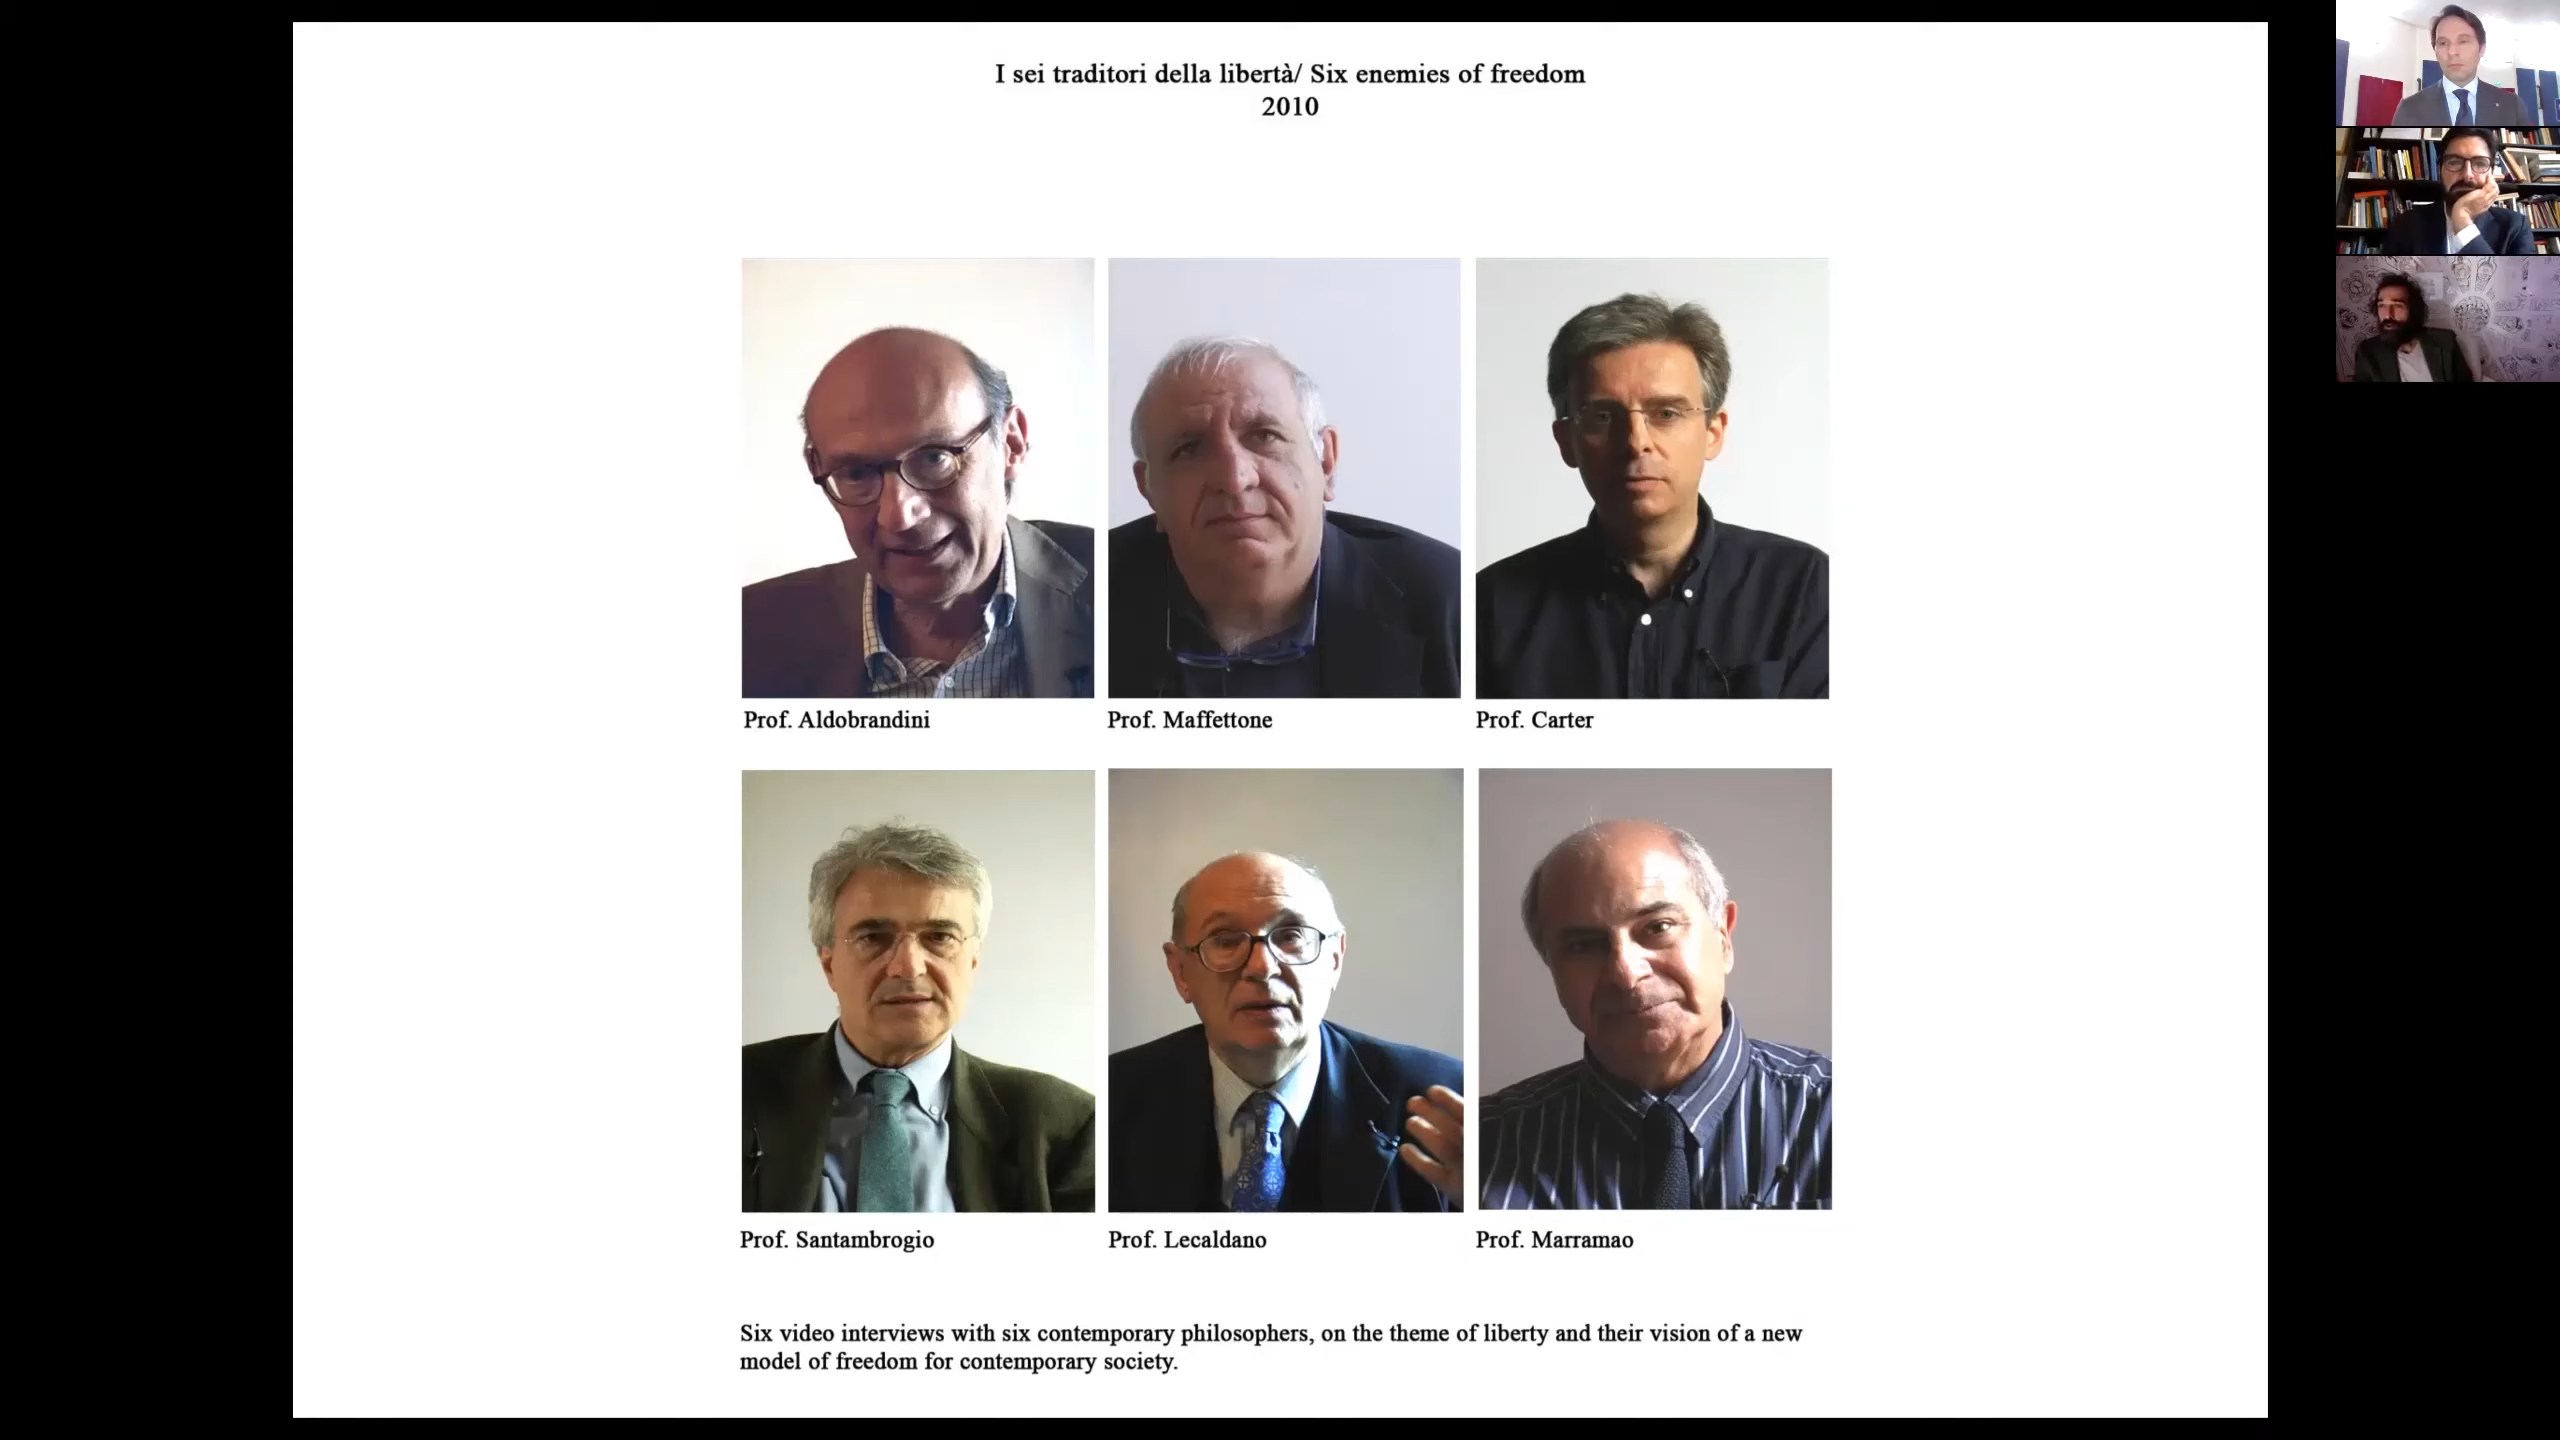 I sei traditori della libertà/ Six enemies of freedom
2010
Prof. Aldobrandini
Prof. Maffettone
Prof. Carter
Prof. Santambrogio
Prof. Lecaldano
Prof. Marramao
Six video interviews with six contemporary philosophers, on the theme of liberty and their vision of a new
model of freedom for contemporary society.